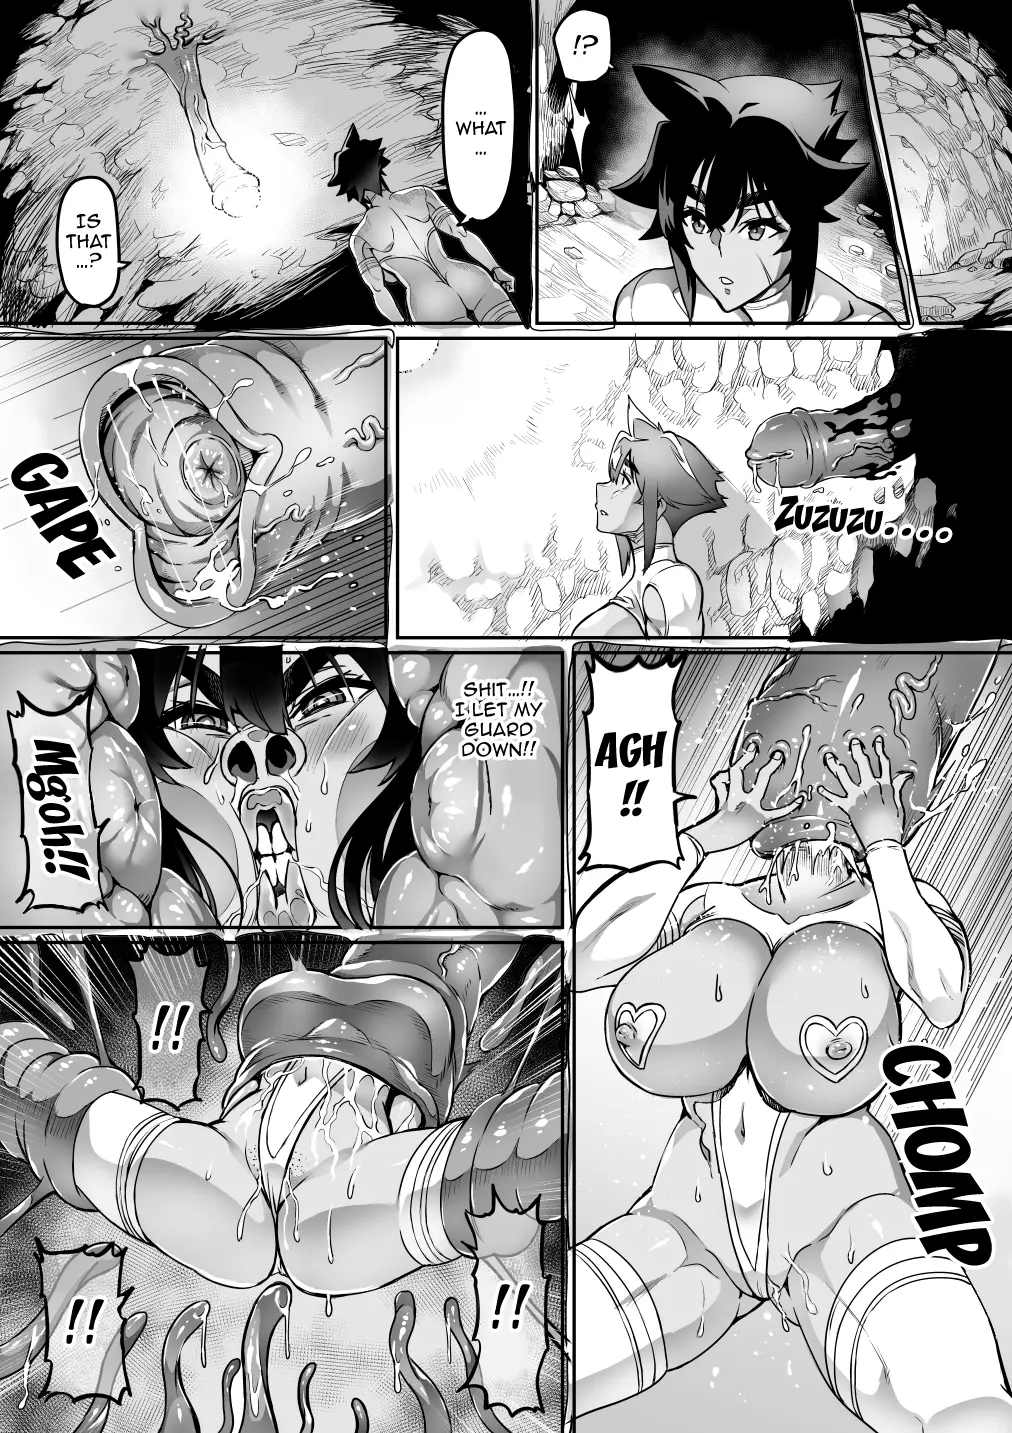 !?
...
WHAT
...
IS
THAT
...?
ZUZUZU....
GAPE
AGH
!!
CHOMP
SHIT...!!
I LET MY
GUARD
DOWN!!
Mgoh!!
!!
!!
!!